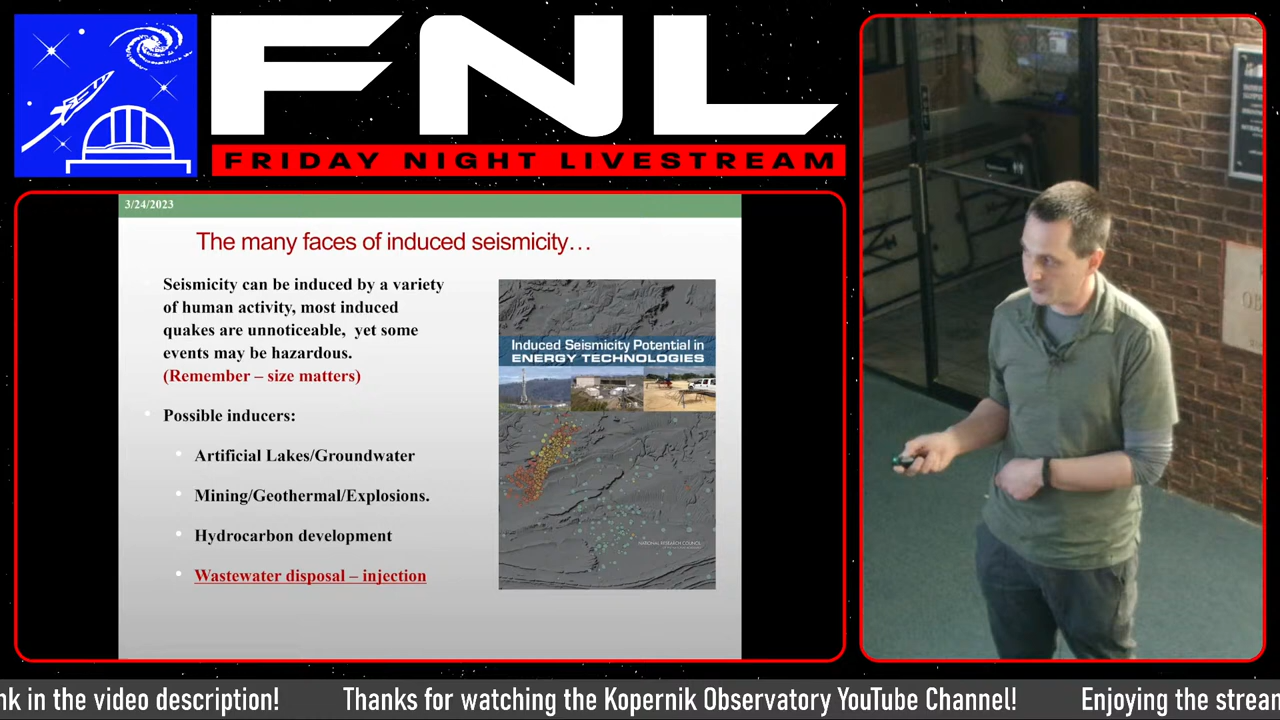 FNL
FRIDAY NIGHT LIVESTREAM
3/24/2023
The many faces of induced seismicity…
Seismicity can be induced by a variety
of human activity, most induced
quakes are unnoticeable, yet some
events may be hazardous.
(Remember – size matters)
Possible inducers:
Artificial Lakes/Groundwater
Mining/Geothermal/Explosions.
Hydrocarbon development
Wastewater disposal – injection
Induced Seismicity Potential in
ENERGY TECHNOLOGIES
NATIONAL RESEARCH COUNCIL
nk in the video description! Thanks for watching the Kopernik Observatory YouTube Channel! Enjoying the strea